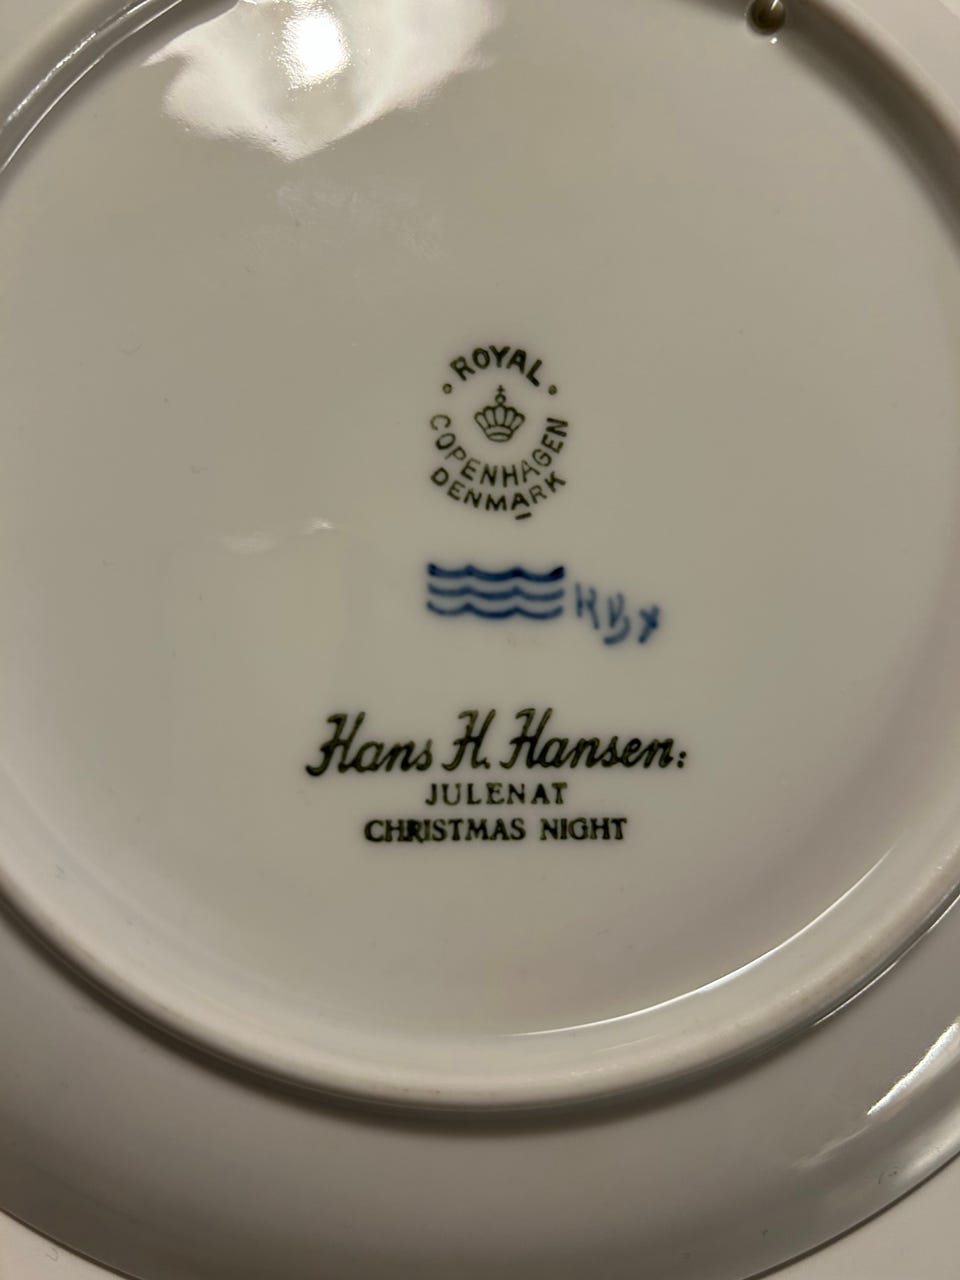 ROYAL
COPENHAGEN
DENMARK
Hans H. Hansen:
JULENAT
CHRISTMAS NIGHT